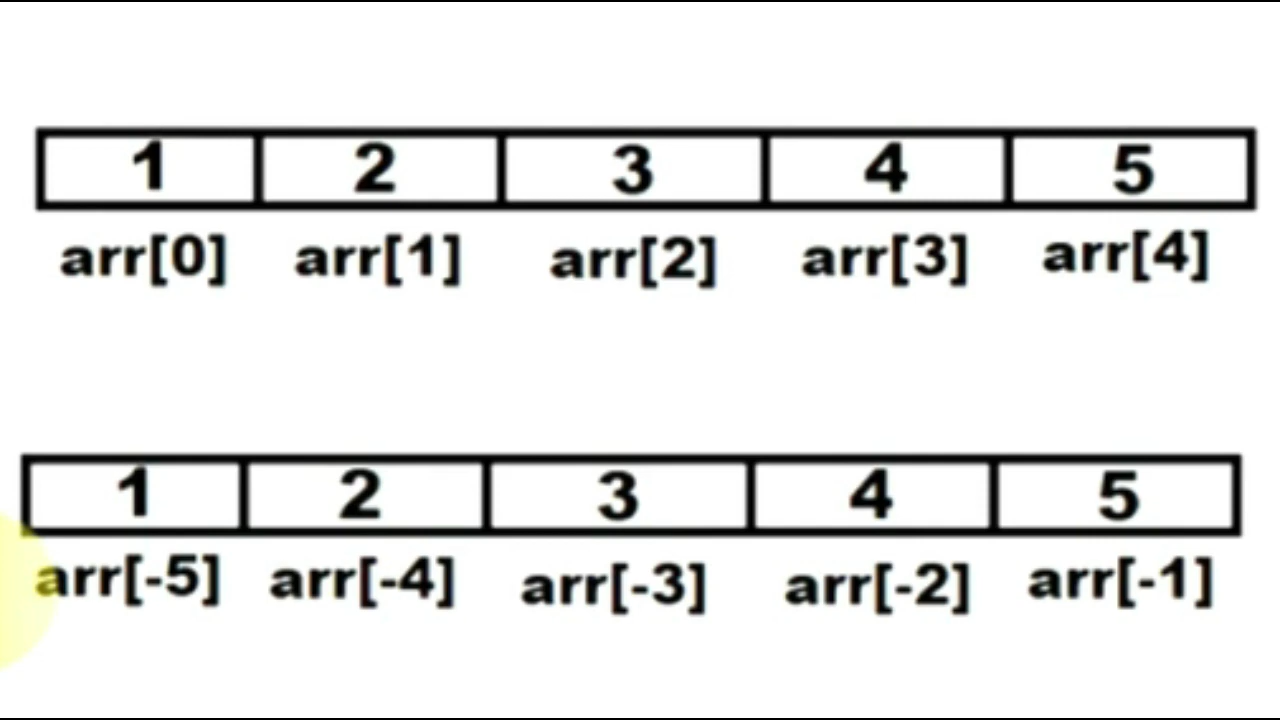 1 2 3 4 5
arr[0] arr[1] arr[2] arr[3] arr[4]
1 2 3 4 5
arr[-5] arr[-4] arr[-3] arr[-2] arr[-1]